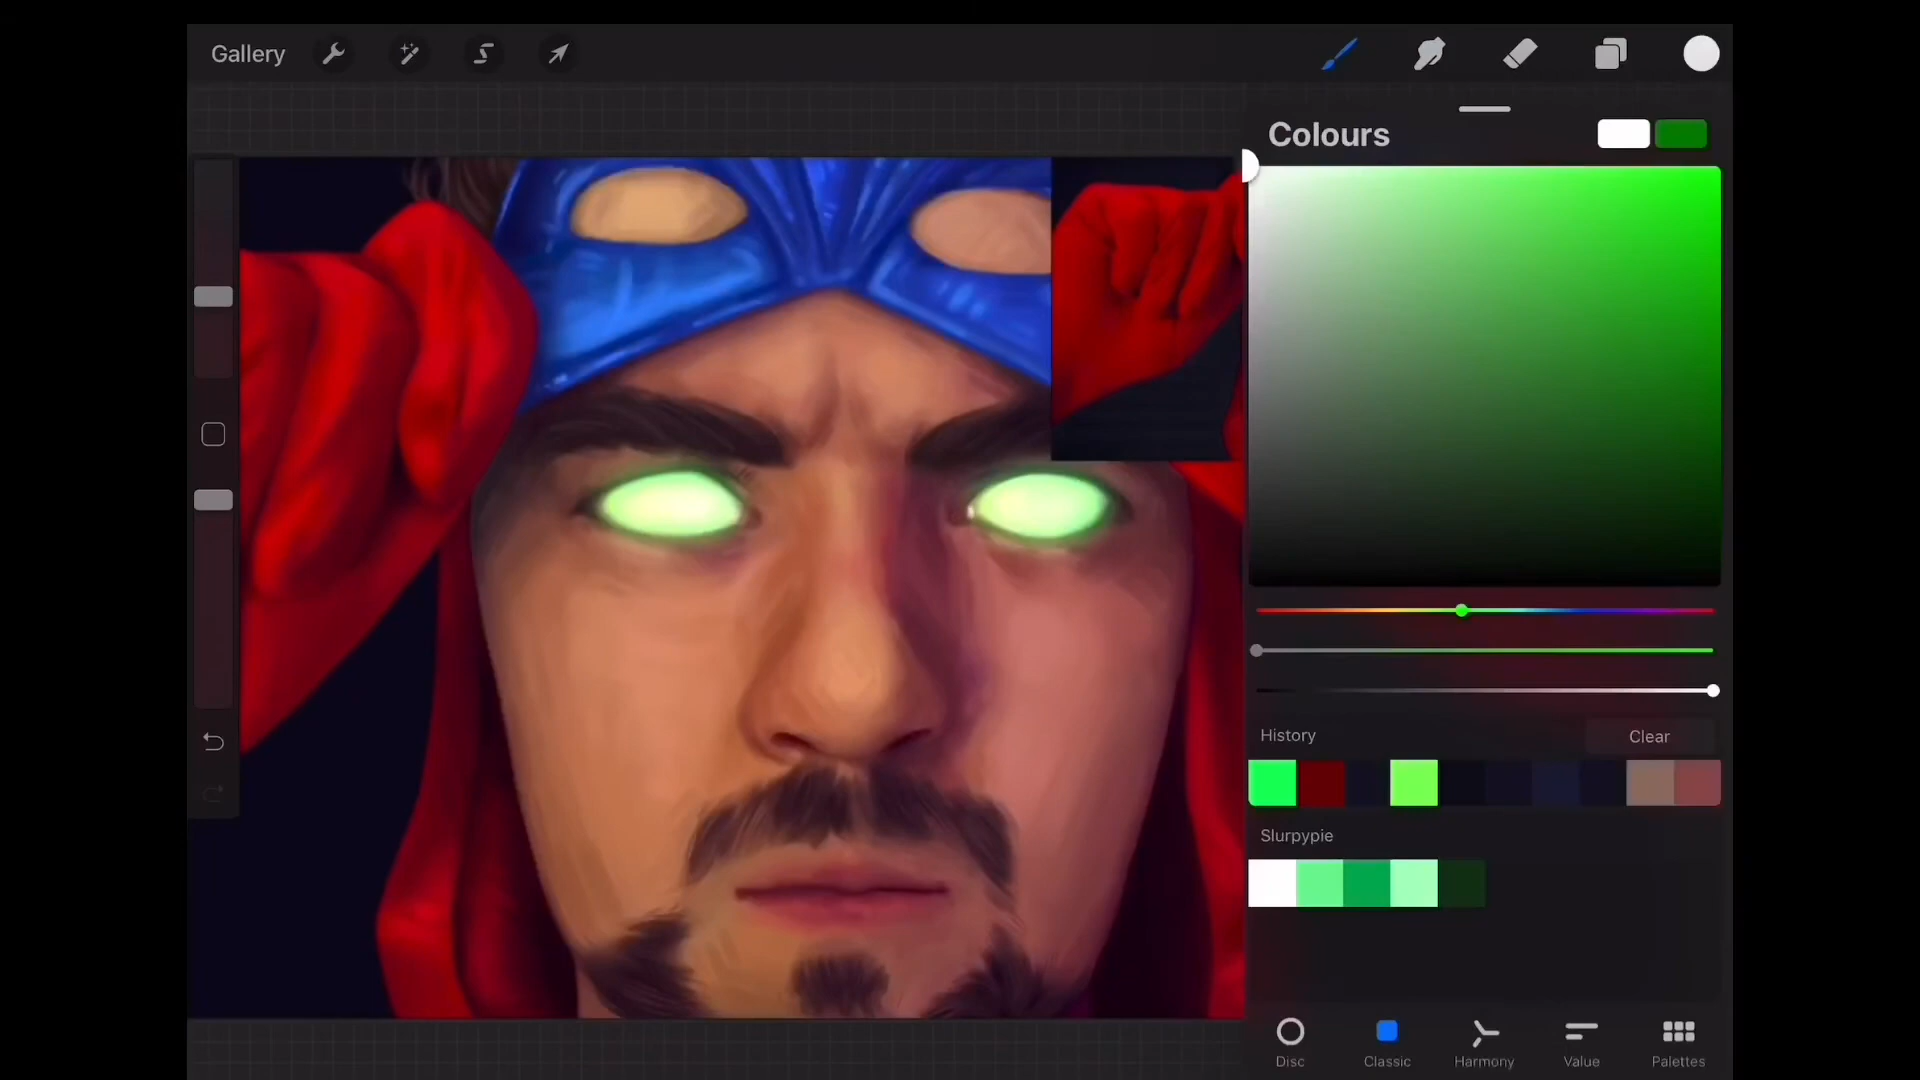 Gallery
Colours
History
Clear
Slurpypie
Disc
Classic
Harmony
Value
Palettes